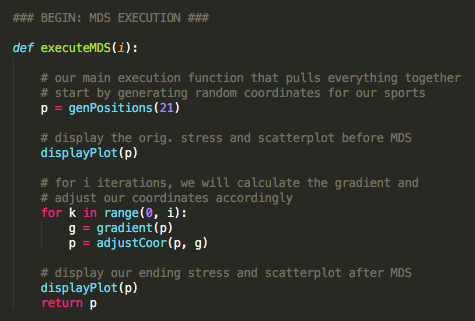 ### BEGIN: MDS EXECUTION ###
def executeMDS(i):
# our main execution function that pulls everything together
# start by generating random coordinates for our sports
p = genPositions(21)
# display the orig. stress and scatterplot before MDS
displayPlot(p)
# for i iterations, we will calculate the gradient and
# adjust our coordinates accordingly
for k in range(0, i):
g = gradient(p)
p = adjustCoor(p, g)
# display our ending stress and scatterplot after MDS
displayPlot(p)
return p